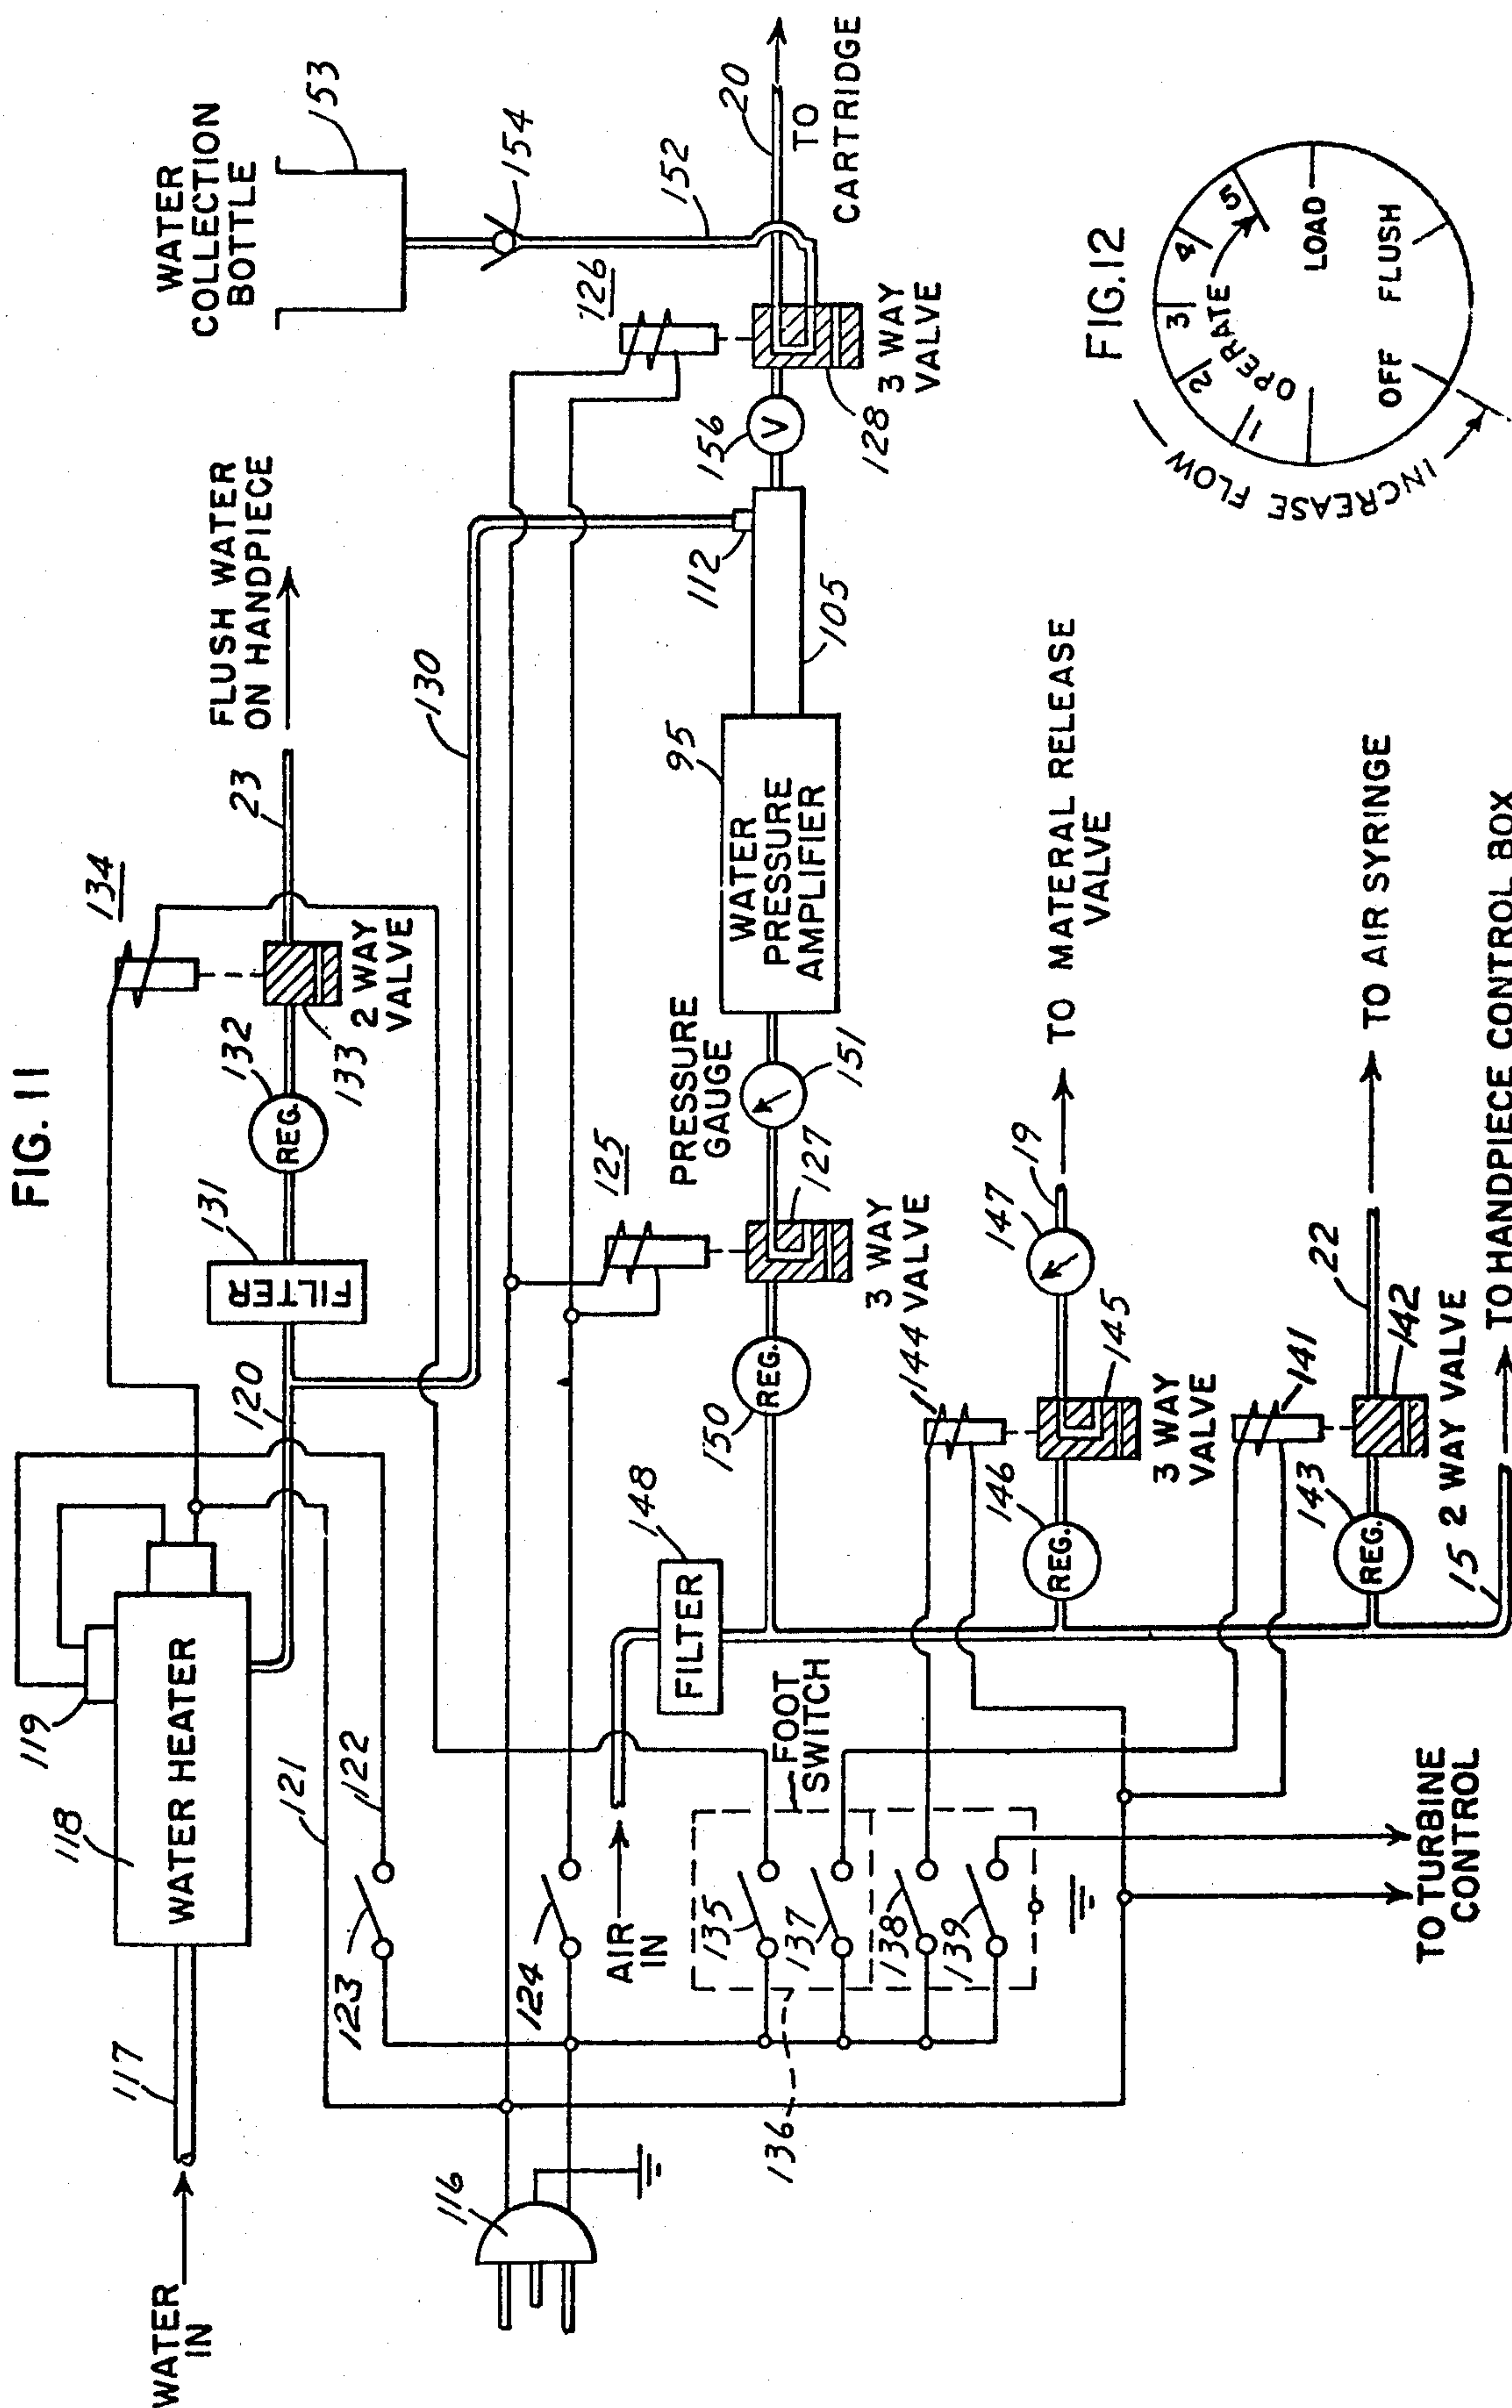 FIG. 11
WATER
IN
117
118
WATER HEATER
119
120
121
122
123
124
116
FILTER
131
REG.
132
133
2 WAY
VALVE
134
23
FLUSH WATER
ON HANDPIECE
130
WATER
COLLECTION
BOTTLE
153
154
152
126
20
TO
CARTRIDGE
3 WAY
VALVE
128
156
V
112
105
95
WATER
PRESSURE
AMPLIFIER
PRESSURE
GAUGE
151
125
127
3 WAY
VALVE
REG.
150
AIR
IN
FILTER
148
FOOT
SWITCH
135
137
138
139
136
144
145
3 WAY
VALVE
REG.
146
147
19
TO MATERAL RELEASE
VALVE
141
142
REG.
143
22
TO AIR SYRINGE
2 WAY VALVE
15
TO HANDPIECE CONTROL BOX
TO TURBINE
CONTROL
FIG. 12
OFF
FLUSH
LOAD
OPERATE
1
2
3
4
5
INCREASE FLOW